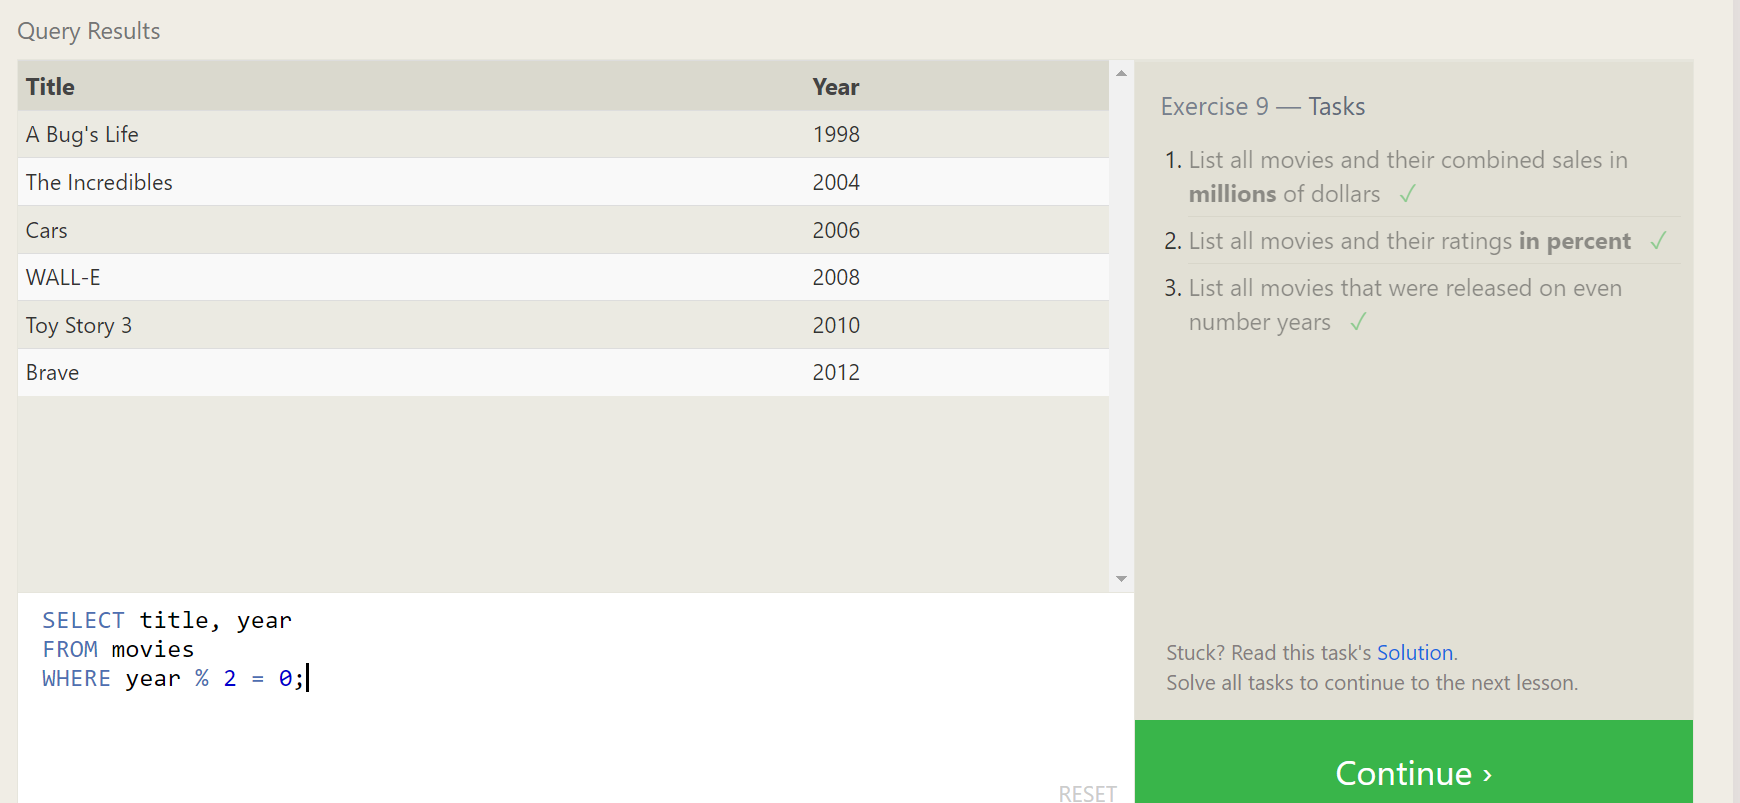 Query Results
Title Year
A Bug's Life 1998
The Incredibles 2004
Cars 2006
WALL-E 2008
Toy Story 3 2010
Brave 2012
SELECT title, year
FROM movies
WHERE year % 2 = 0;
RESET
Exercise 9 — Tasks
1. List all movies and their combined sales in
millions of dollars ✓
2. List all movies and their ratings in percent ✓
3. List all movies that were released on even
number years ✓
Stuck? Read this task's Solution.
Solve all tasks to continue to the next lesson.
Continue ›